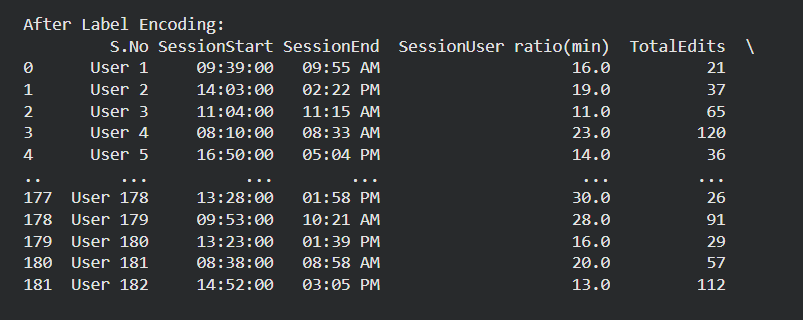 After Label Encoding:
S.No SessionStart SessionEnd SessionUser ratio(min) TotalEdits \
0 User 1 09:39:00 09:55 AM 16.0 21
1 User 2 14:03:00 02:22 PM 19.0 37
2 User 3 11:04:00 11:15 AM 11.0 65
3 User 4 08:10:00 08:33 AM 23.0 120
4 User 5 16:50:00 05:04 PM 14.0 36
.. ... ... ... ... ...
177 User 178 13:28:00 01:58 PM 30.0 26
178 User 179 09:53:00 10:21 AM 28.0 91
179 User 180 13:23:00 01:39 PM 16.0 29
180 User 181 08:38:00 08:58 AM 20.0 57
181 User 182 14:52:00 03:05 PM 13.0 112